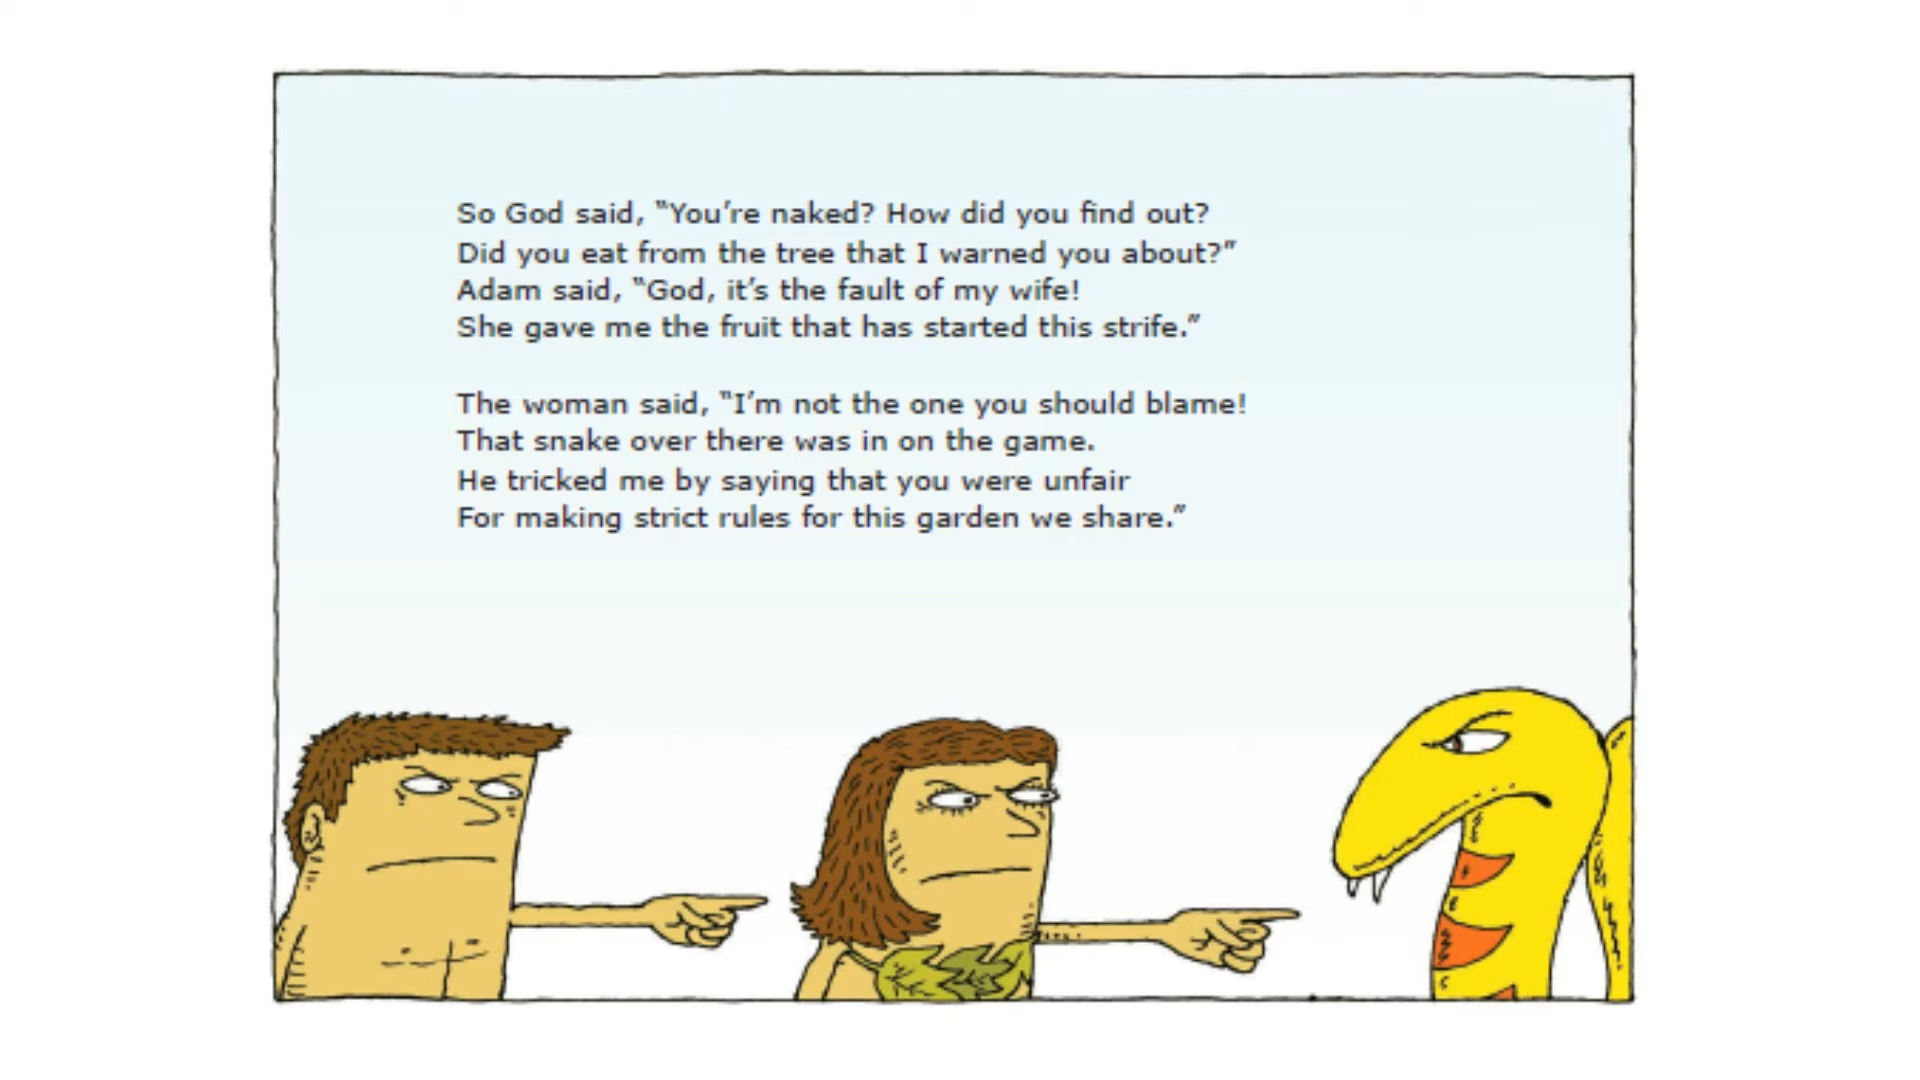 So God said, “You’re naked? How did you find out?
Did you eat from the tree that I warned you about?”
Adam said, “God, it’s the fault of my wife!
She gave me the fruit that has started this strife.”
The woman said, “I’m not the one you should blame!
That snake over there was in on the game.
He tricked me by saying that you were unfair
For making strict rules for this garden we share.”